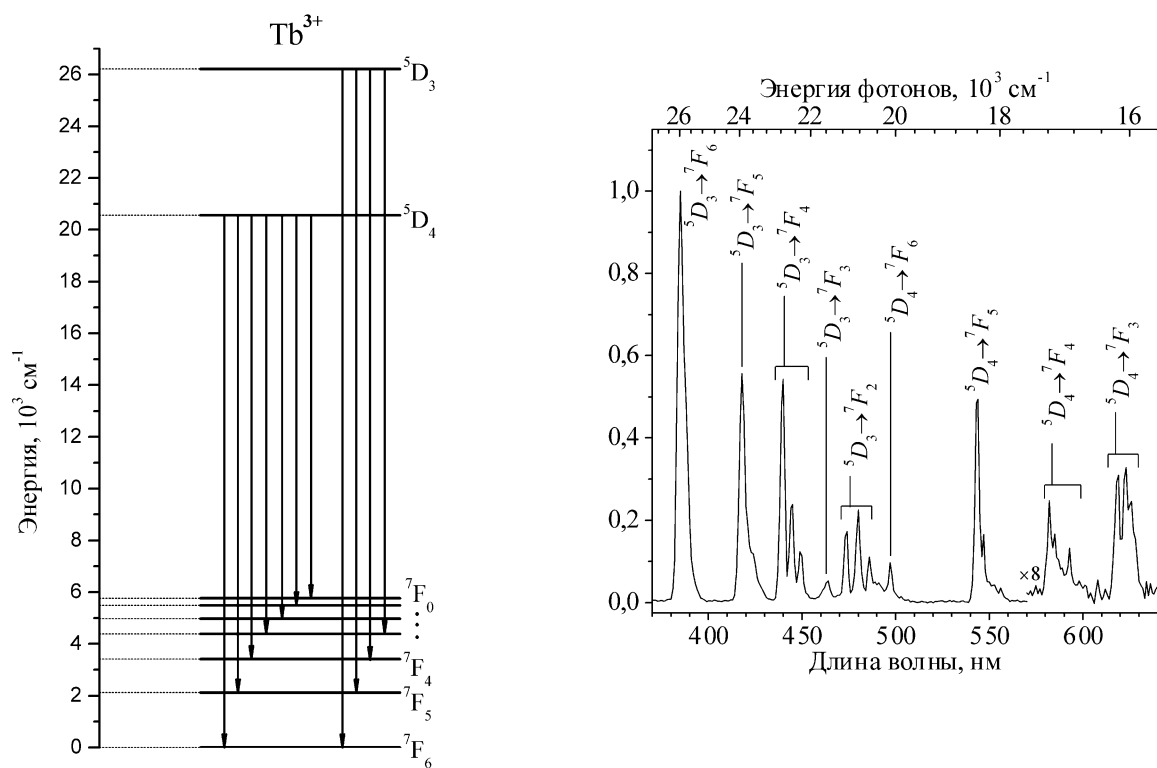 Tb³⁺
Энергия, 10³ см⁻¹
26
24
22
20
18
16
14
12
10
8
6
4
2
0
⁵D₃
⁵D₄
⁷F₀
⁷F₄
⁷F₅
⁷F₆
Энергия фотонов, 10³ см⁻¹
26 24 22 20 18 16
1,0
0,8
0,6
0,4
0,2
0,0
⁵D₃→⁷F₆
⁵D₃→⁷F₅
⁵D₃→⁷F₄
⁵D₃→⁷F₃
⁵D₃→⁷F₂
⁵D₄→⁷F₆
⁵D₄→⁷F₅
⁵D₄→⁷F₄
⁵D₄→⁷F₃
×8
400 450 500 550 600
Длина волны, нм